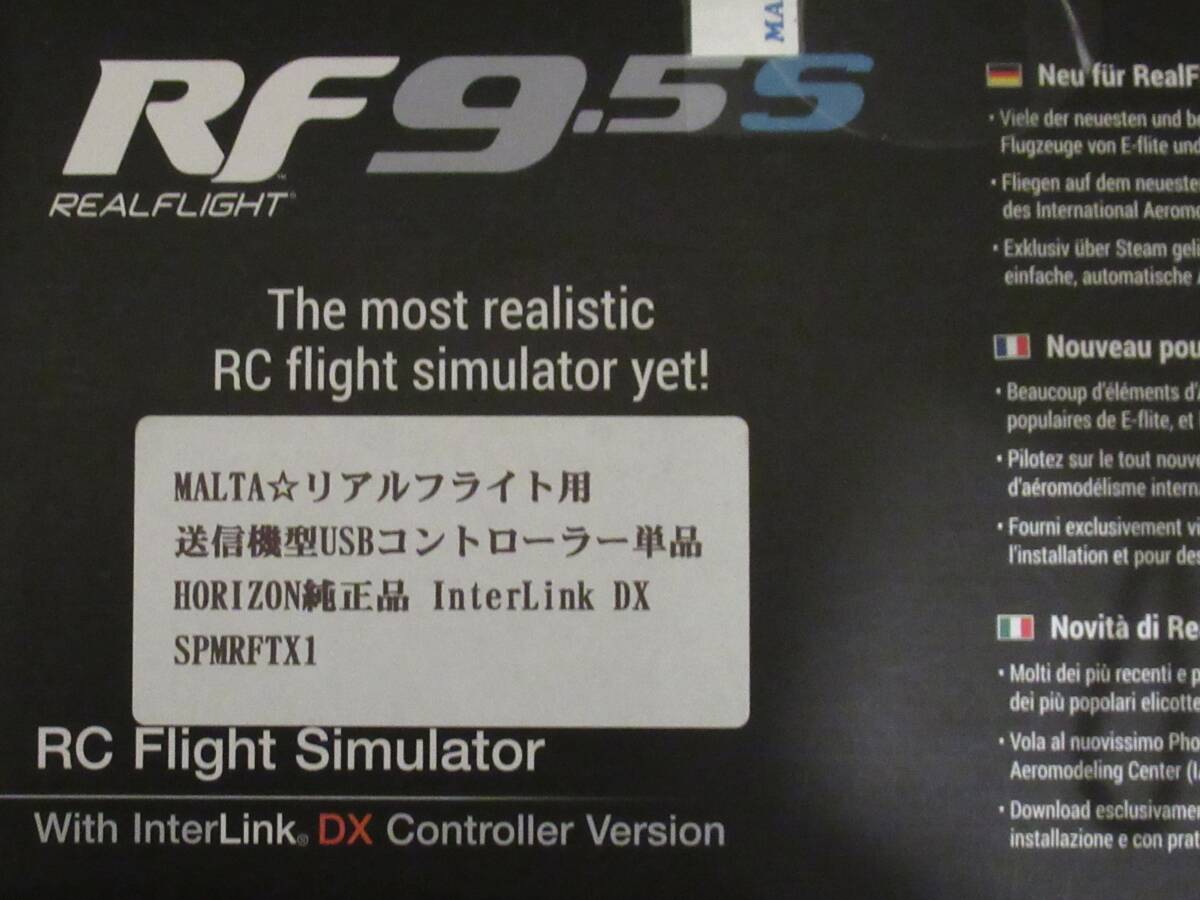 MA
RF9.5S
REALFLIGHT
The most realistic
RC flight simulator yet!
MALTA☆リアルフライト用
送信機型USBコントローラー単品
HORIZON純正品 InterLink DX
SPMRFTX1
RC Flight Simulator
With InterLink® DX Controller Version
Neu für RealF
• Viele der neuesten und be
Flugzeuge von E-flite und
• Fliegen auf dem neueste
des International Aerom
• Exklusiv über Steam geli
einfache, automatische
Nouveau pou
• Beaucoup d'éléments d'
populaires de E-flite, et
• Pilotez sur le tout nouve
d'aéromodélisme intern
• Fourni exclusivement vi
l'installation et pour des
Novità di Re
• Molti dei più recenti e p
dei più popolari elicotte
• Vola al nuovissimo Pho
Aeromodeling Center (I
• Download esclusivamen
installazione e con prat